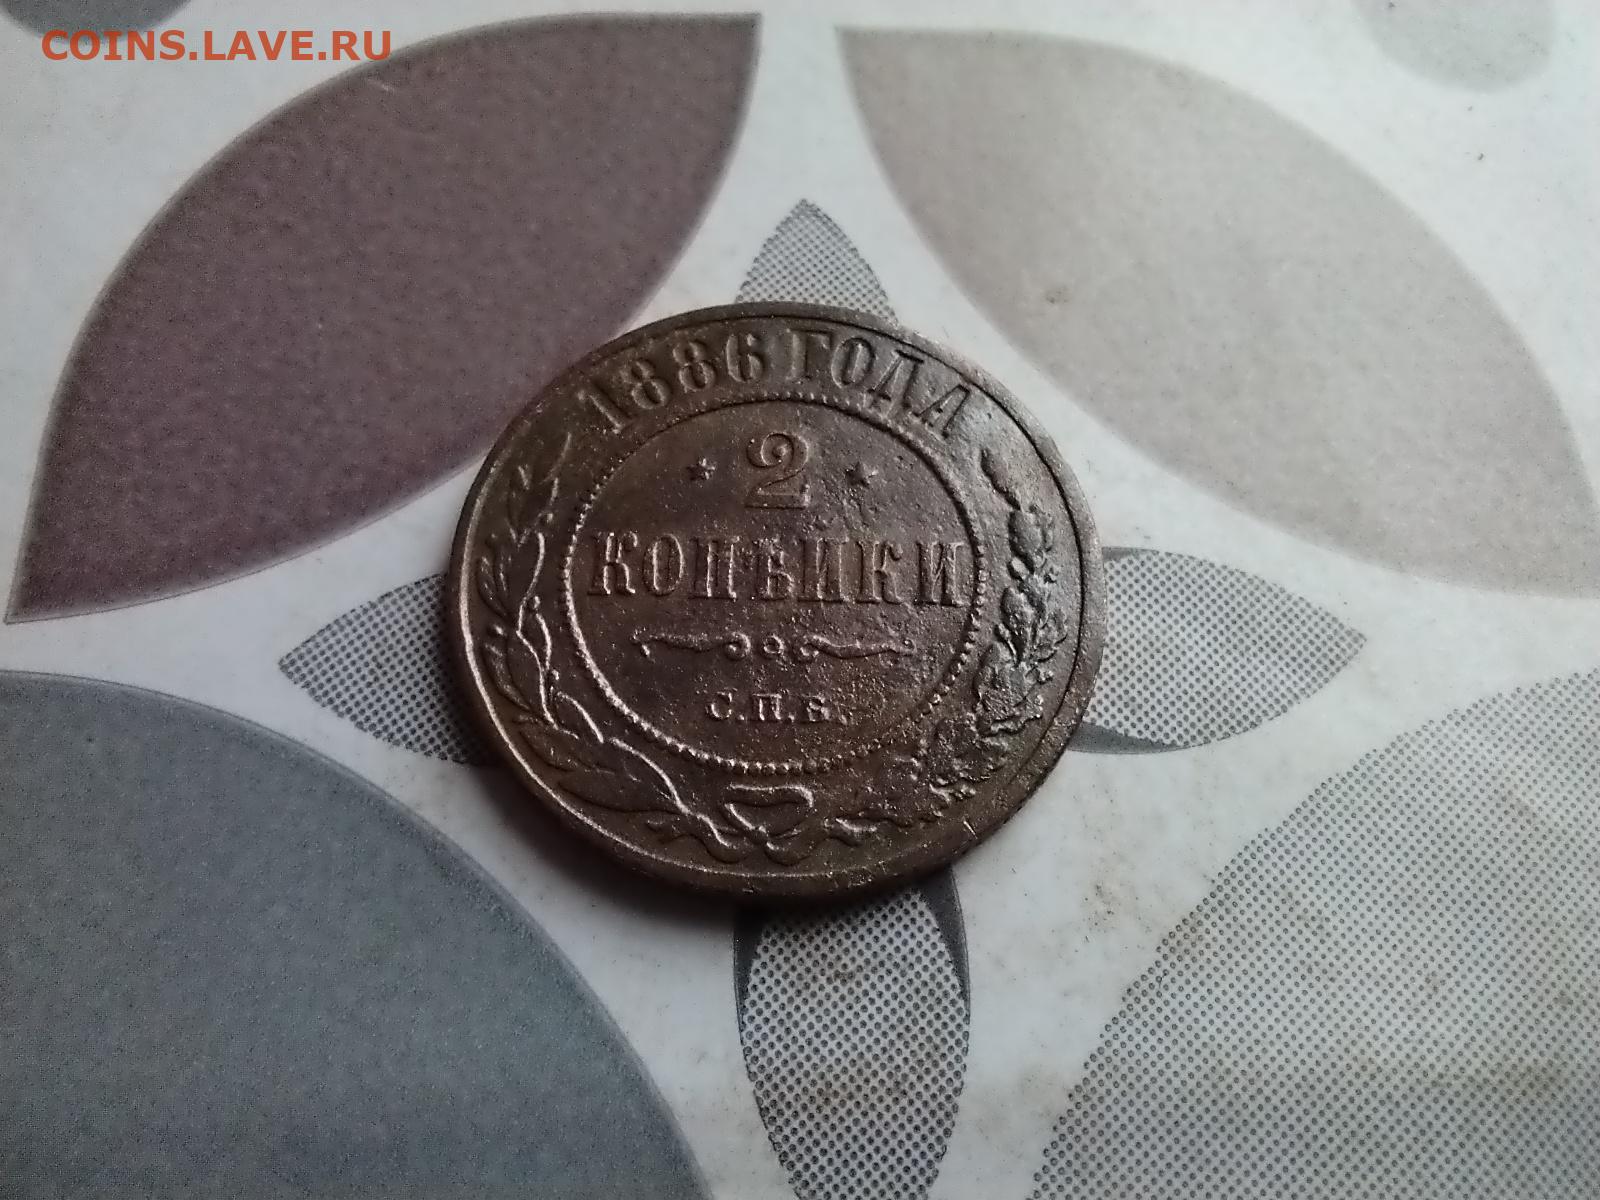 COINS.LAVE.RU
1886 ГОДА
2
КОПѢЙКИ
С.П.Б.